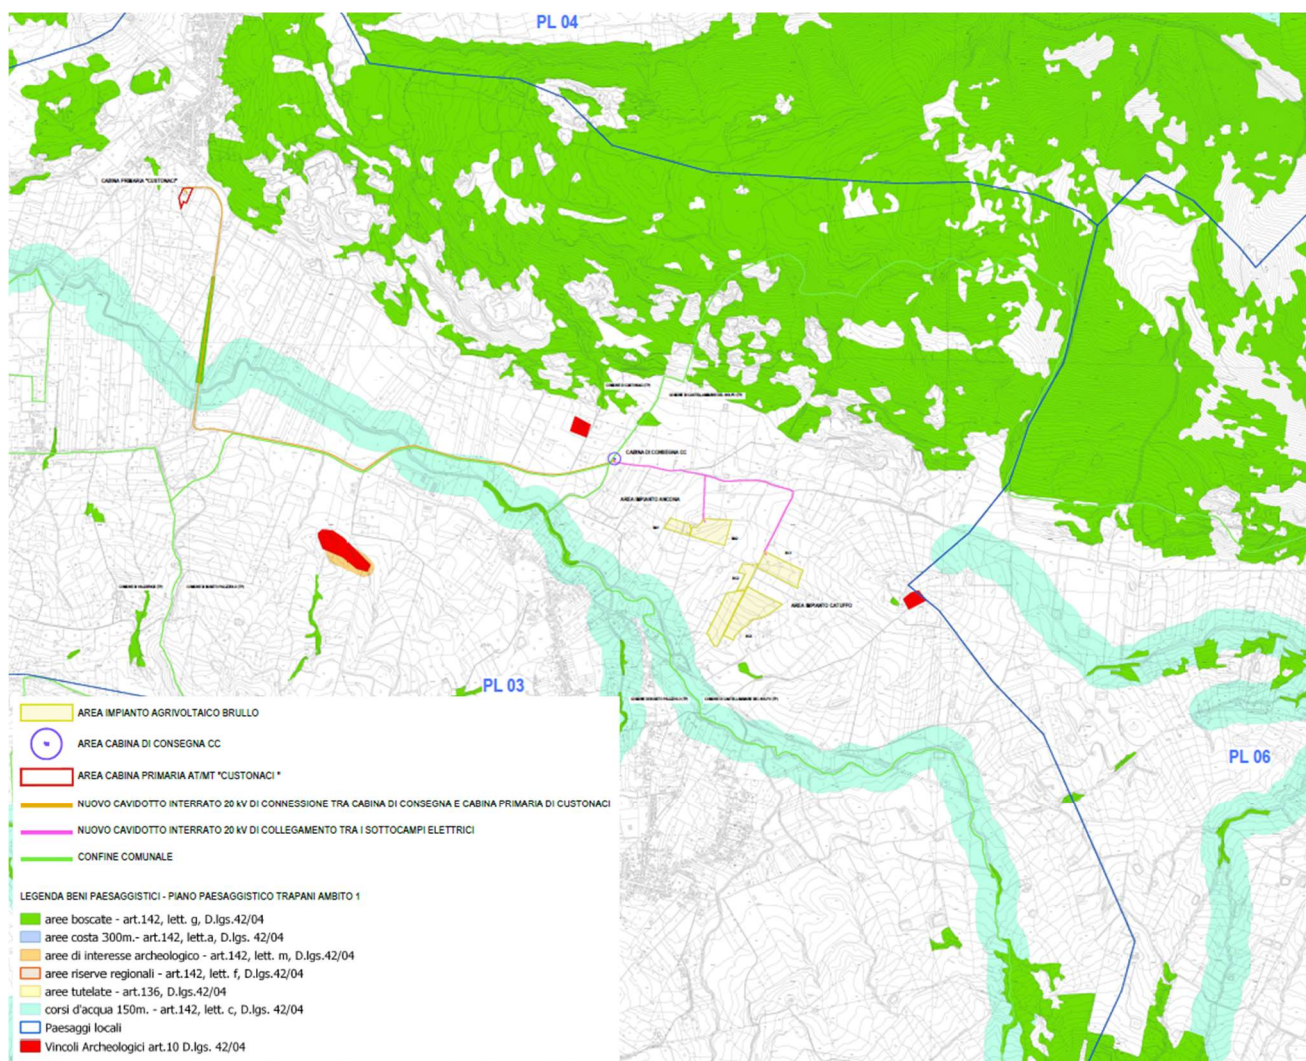 PL 04
CABINA PRIMARIA "CUSTONACI"
CABINA DI CONSEGNA CC
AREA IMPIANTO ANCONA
AREA IMPIANTO CATUFFO
PL 03
PL 06
AREA IMPIANTO AGRIVOLTAICO BRULLO
AREA CABINA DI CONSEGNA CC
AREA CABINA PRIMARIA AT/MT "CUSTONACI "
NUOVO CAVIDOTTO INTERRATO 20 kV DI CONNESSIONE TRA CABINA DI CONSEGNA E CABINA PRIMARIA DI CUSTONACI
NUOVO CAVIDOTTO INTERRATO 20 kV DI COLLEGAMENTO TRA I SOTTOCAMPI ELETTRICI
CONFINE COMUNALE
LEGENDA BENI PAESAGGISTICI - PIANO PAESAGGISTICO TRAPANI AMBITO 1
aree boscate - art.142, lett. g, D.lgs.42/04
aree costa 300m.- art.142, lett.a, D.lgs. 42/04
aree di interesse archeologico - art.142, lett. m, D.lgs.42/04
aree riserve regionali - art.142, lett. f, D.lgs.42/04
aree tutelate - art.136, D.lgs.42/04
corsi d'acqua 150m. - art.142, lett. c, D.lgs. 42/04
Paesaggi locali
Vincoli Archeologici art.10 D.lgs. 42/04